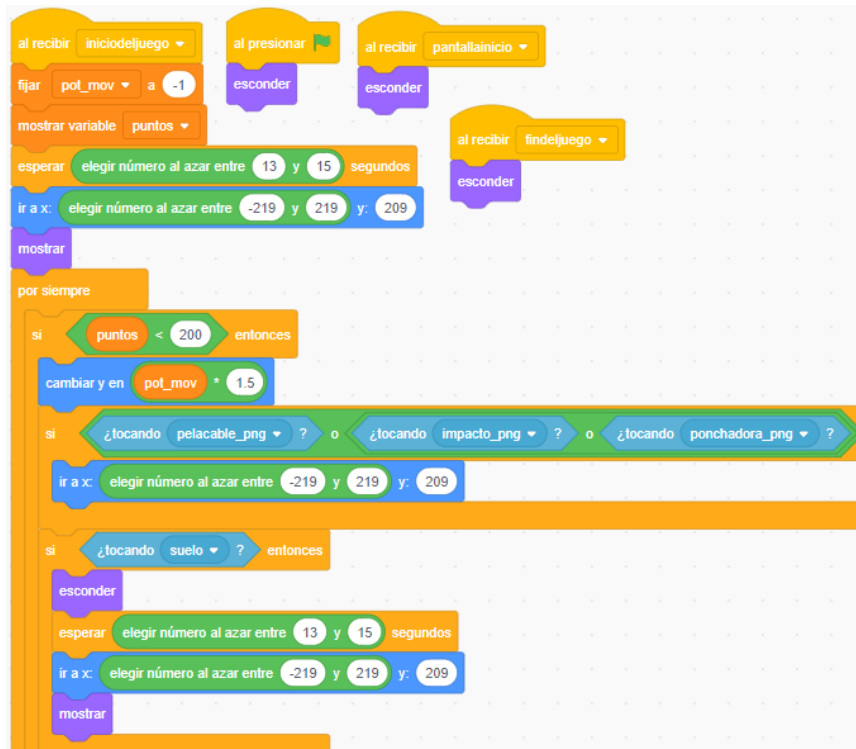 al recibir iniciodeljuego
fijar pot_mov a -1
mostrar variable puntos
esperar elegir número al azar entre 13 y 15 segundos
ir a x: elegir número al azar entre -219 y 219 y: 209
mostrar
por siempre
si puntos < 200 entonces
cambiar y en pot_mov * 1.5
si ¿tocando pelacable_png ? o ¿tocando impacto_png ? o ¿tocando ponchadora_png ?
ir a x: elegir número al azar entre -219 y 219 y: 209
si ¿tocando suelo ? entonces
esconder
esperar elegir número al azar entre 13 y 15 segundos
ir a x: elegir número al azar entre -219 y 219 y: 209
mostrar
al presionar
esconder
al recibir pantallainicio
esconder
al recibir findeljuego
esconder